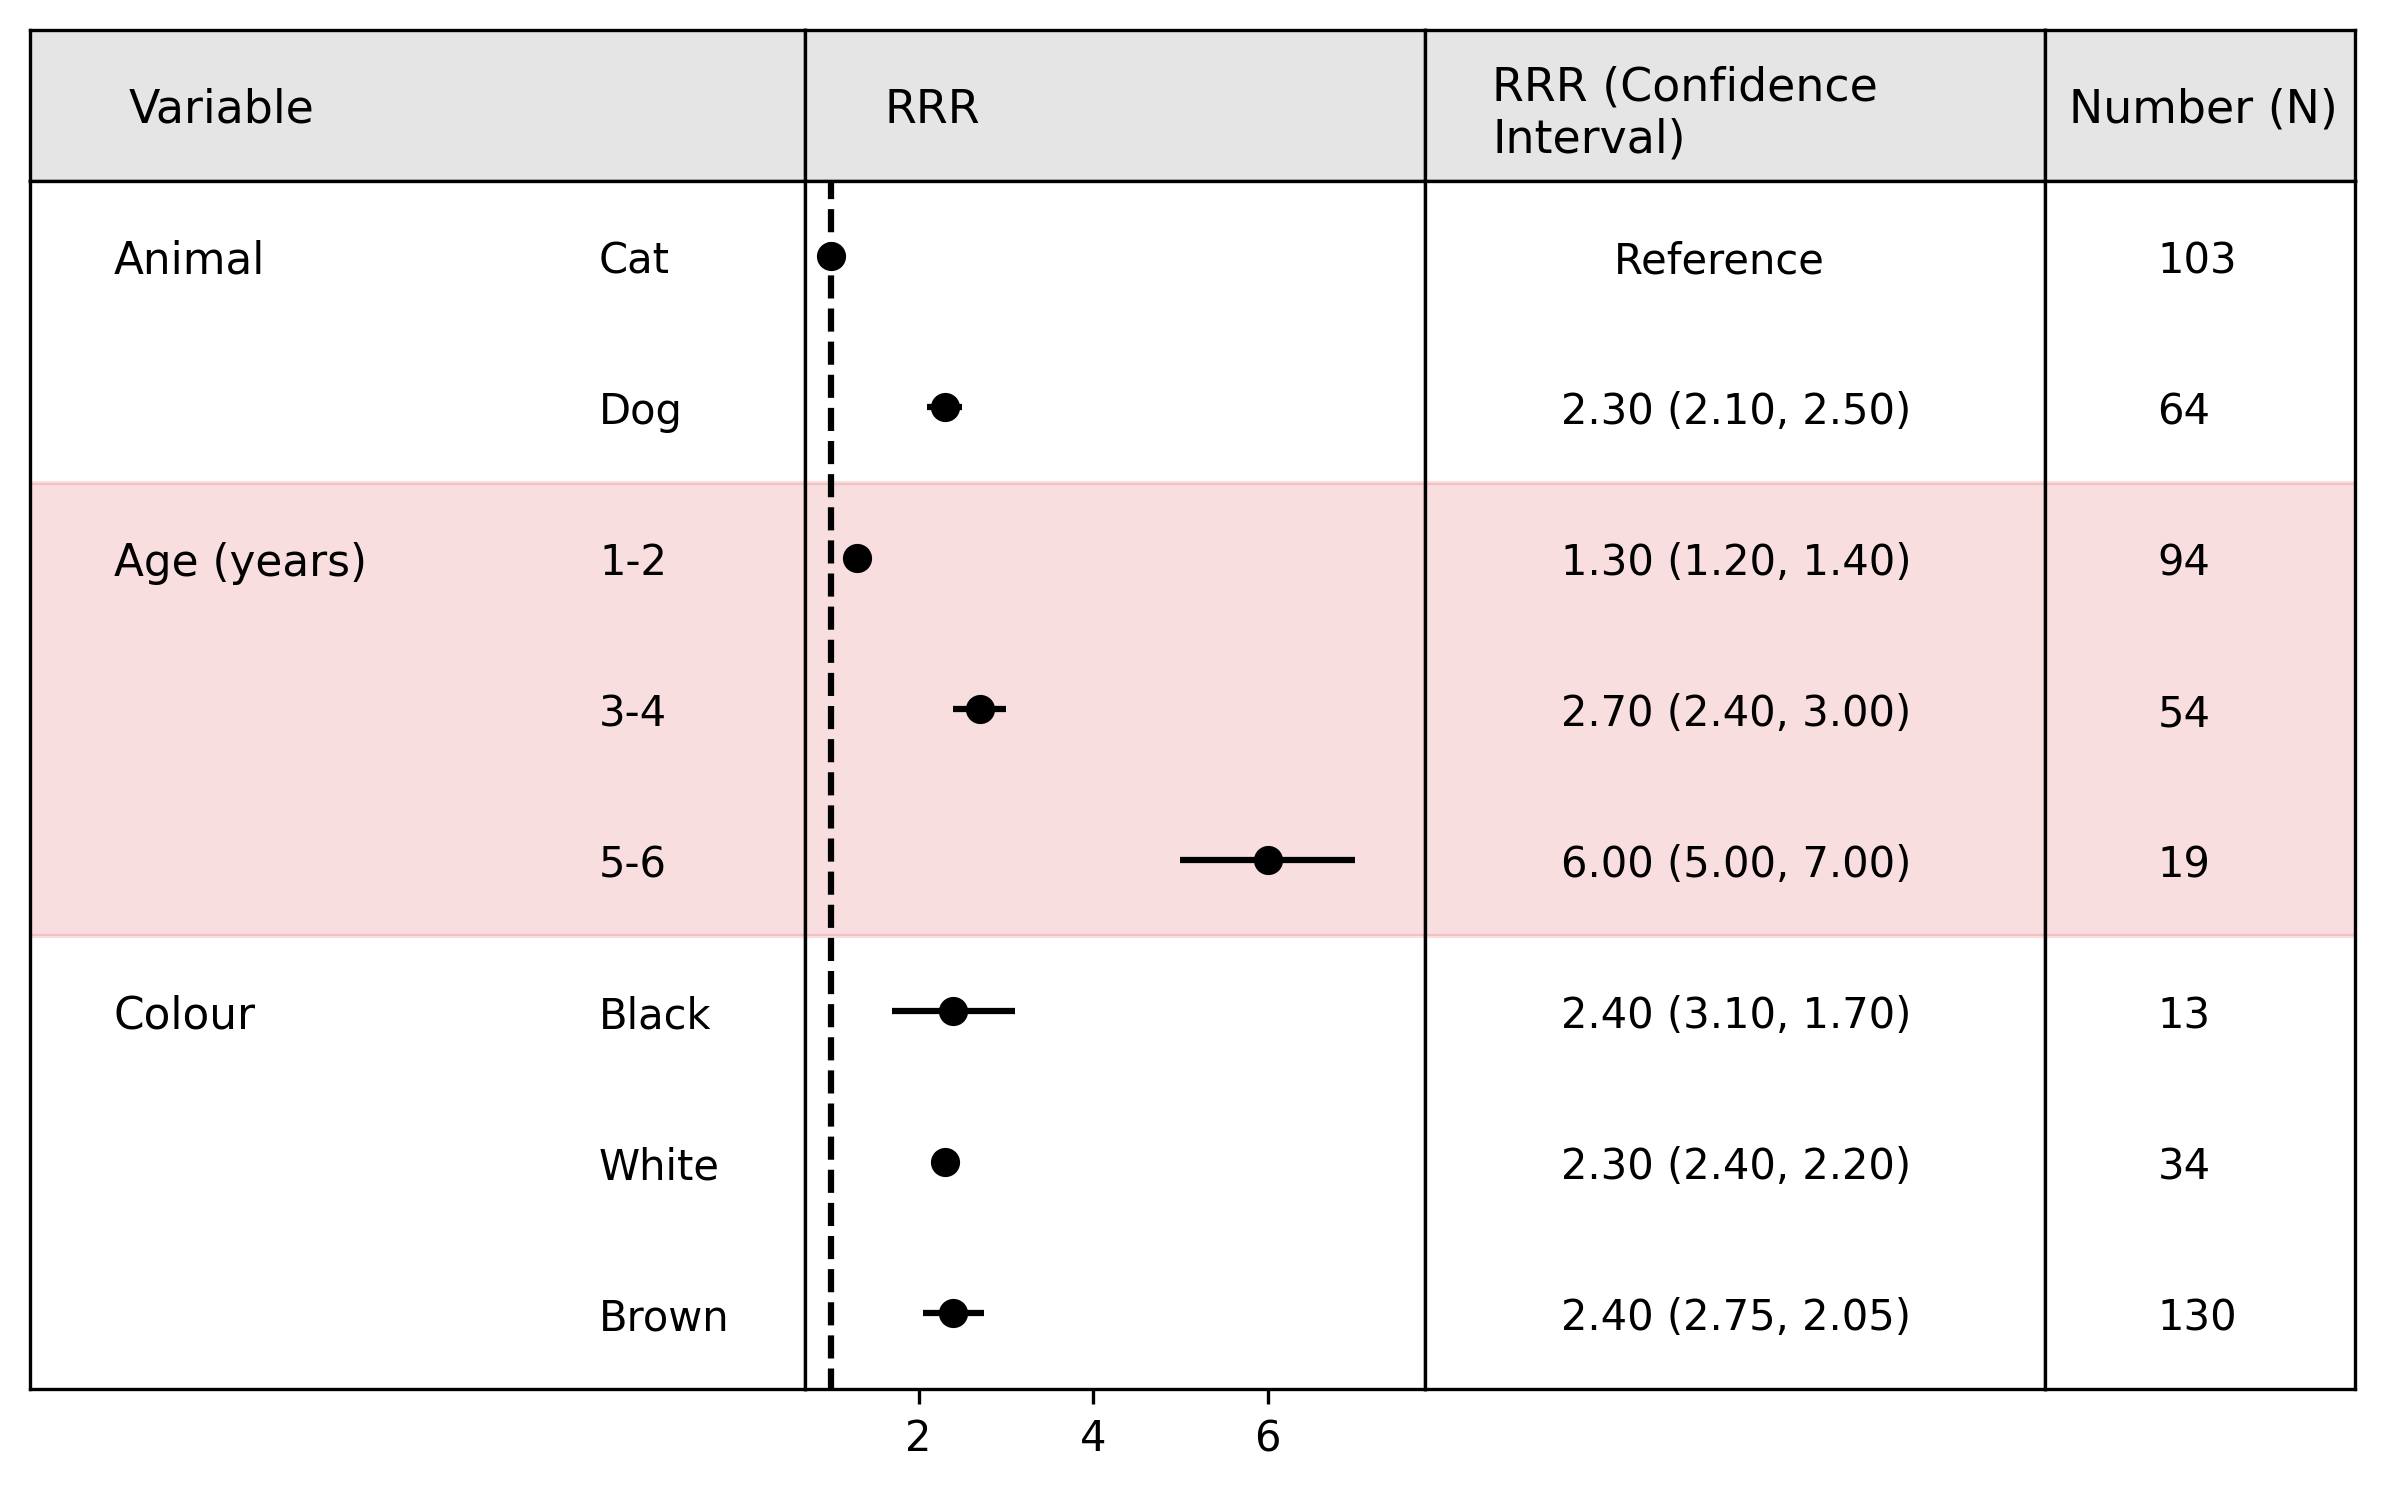 Variable RRR RRR (Confidence Interval) Number (N)
Animal Cat Reference 103
Dog 2.30 (2.10, 2.50) 64
Age (years) 1-2 1.30 (1.20, 1.40) 94
3-4 2.70 (2.40, 3.00) 54
5-6 6.00 (5.00, 7.00) 19
Colour Black 2.40 (3.10, 1.70) 13
White 2.30 (2.40, 2.20) 34
Brown 2.40 (2.75, 2.05) 130
2 4 6